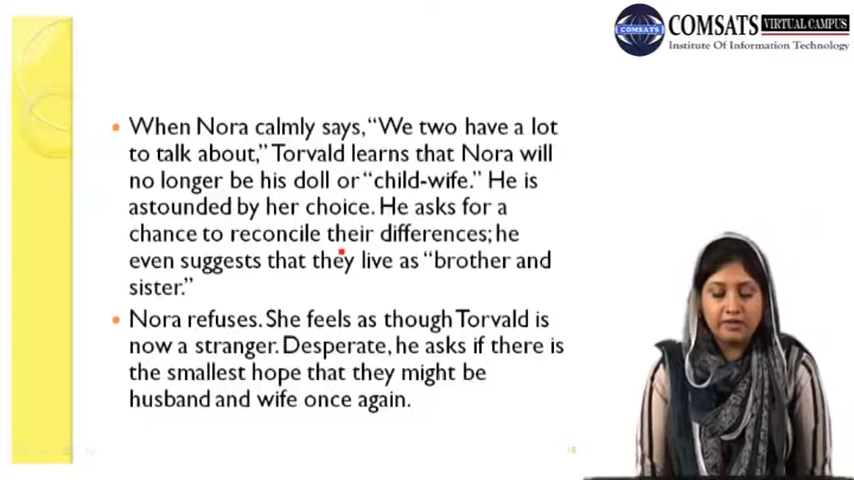 COMSATS
COMSATS VIRTUAL CAMPUS
Institute Of Information Technology
• When Nora calmly says, “We two have a lot
to talk about,” Torvald learns that Nora will
no longer be his doll or “child-wife.” He is
astounded by her choice. He asks for a
chance to reconcile their differences; he
even suggests that they live as “brother and
sister.”
• Nora refuses. She feels as though Torvald is
now a stranger. Desperate, he asks if there is
the smallest hope that they might be
husband and wife once again.
18